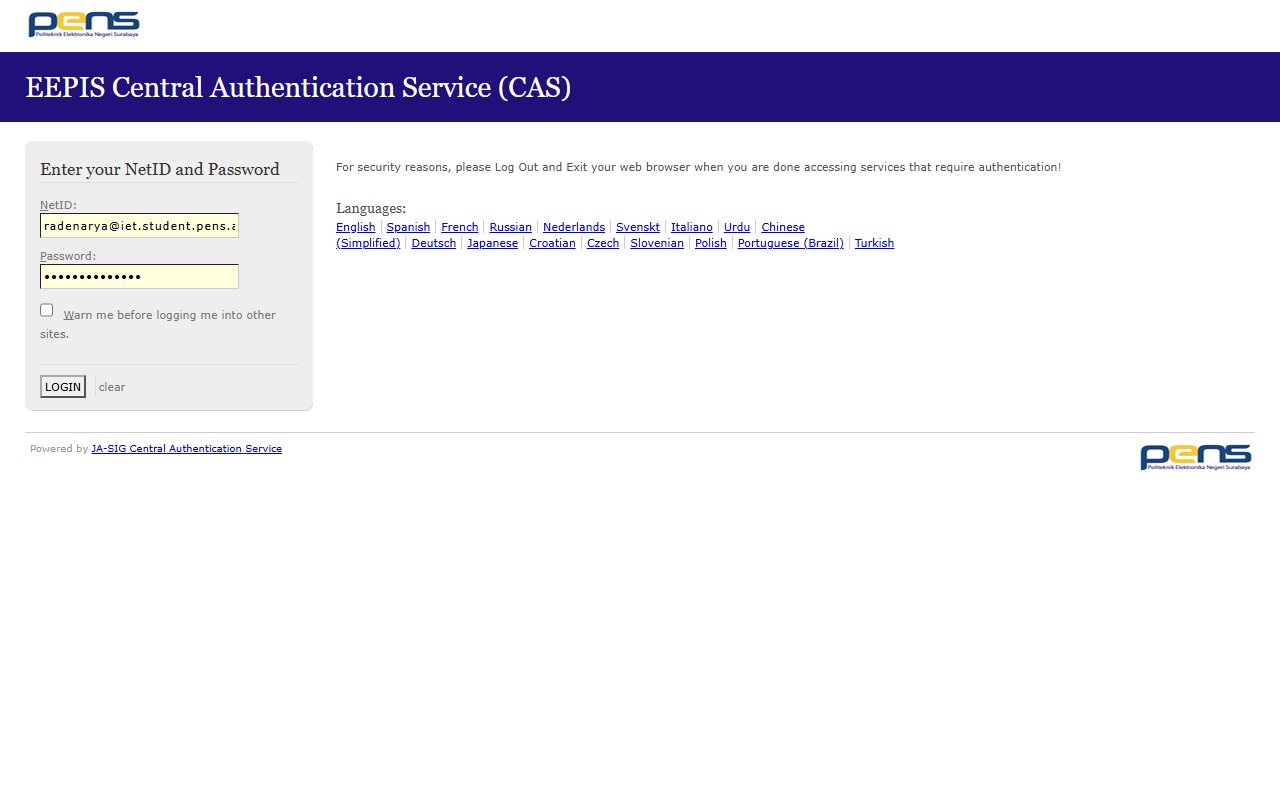 pens
Politeknik Elektronika Negeri Surabaya
EEPIS Central Authentication Service (CAS)
Enter your NetID and Password
NetID:
radenarya@iet.student.pens.a
Password:
••••••••••••••
Warn me before logging me into other
sites.
LOGIN
clear
For security reasons, please Log Out and Exit your web browser when you are done accessing services that require authentication!
Languages:
English Spanish French Russian Nederlands Svenskt Italiano Urdu Chinese
(Simplified) Deutsch Japanese Croatian Czech Slovenian Polish Portuguese (Brazil) Turkish
Powered by JA-SIG Central Authentication Service
pens
Politeknik Elektronika Negeri Surabaya